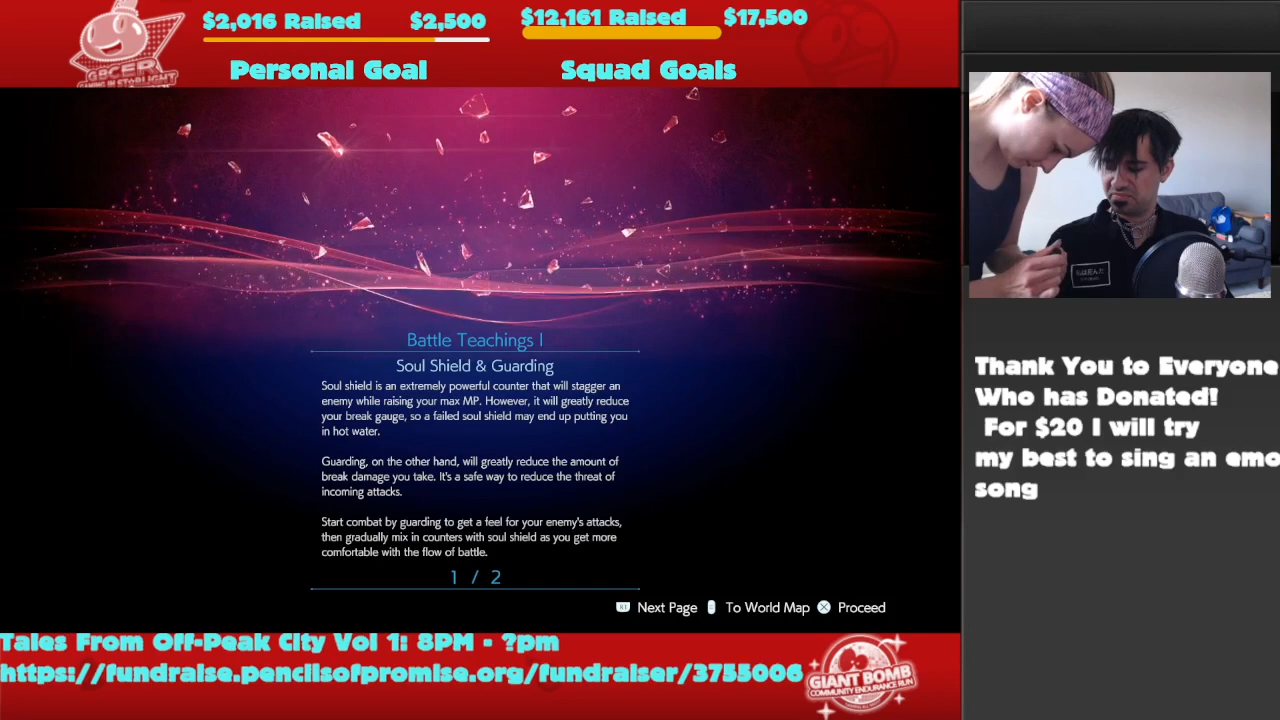 $2,016 Raised $2,500
$12,161 Raised $17,500
Personal Goal
Squad Goals
GBCER
GAMING IN STARLIGHT
Battle Teachings I
Soul Shield & Guarding
Soul shield is an extremely powerful counter that will stagger an
enemy while raising your max MP. However, it will greatly reduce
your break gauge, so a failed soul shield may end up putting you
in hot water.
Guarding, on the other hand, will greatly reduce the amount of
break damage you take. It's a safe way to reduce the threat of
incoming attacks.
Start combat by guarding to get a feel for your enemy's attacks,
then gradually mix in counters with soul shield as you get more
comfortable with the flow of battle.
1 / 2
R1 Next Page To World Map Proceed
Thank You to Everyone
Who has Donated!
For $20 I will try
my best to sing an emo
song
Tales From Off-Peak City Vol 1: 8PM - ?pm
https://fundraise.pencilsofpromise.org/fundraiser/3755006
GIANT BOMB
COMMUNITY ENDURANCE RUN